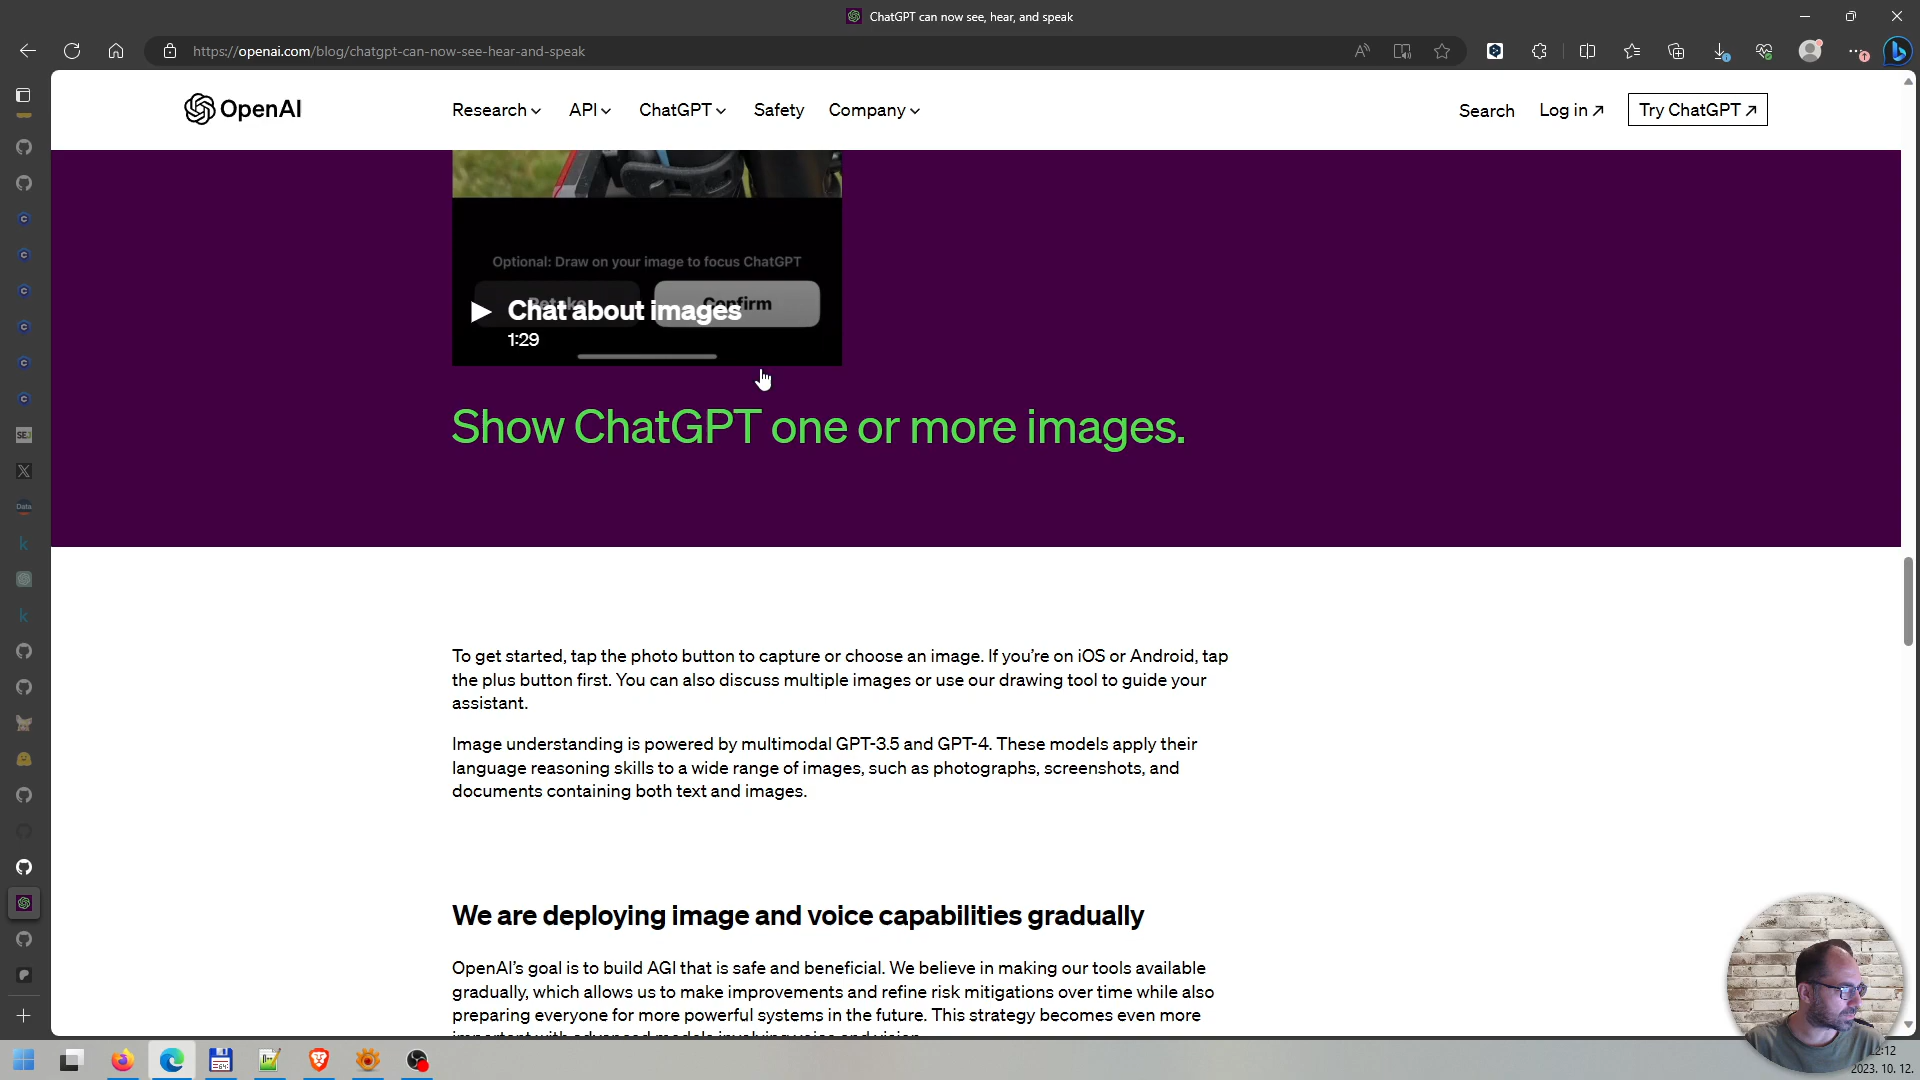 ChatGPT can now see, hear, and speak
https://openai.com/blog/chatgpt-can-now-see-hear-and-speak
OpenAI
Research
API
ChatGPT
Safety
Company
Search
Log in ↗
Try ChatGPT ↗
Optional: Draw on your image to focus ChatGPT
Retake
Confirm
Chat about images
1:29
Show ChatGPT one or more images.
To get started, tap the photo button to capture or choose an image. If you’re on iOS or Android, tap
the plus button first. You can also discuss multiple images or use our drawing tool to guide your
assistant.
Image understanding is powered by multimodal GPT-3.5 and GPT-4. These models apply their
language reasoning skills to a wide range of images, such as photographs, screenshots, and
documents containing both text and images.
We are deploying image and voice capabilities gradually
OpenAI’s goal is to build AGI that is safe and beneficial. We believe in making our tools available
gradually, which allows us to make improvements and refine risk mitigations over time while also
preparing everyone for more powerful systems in the future. This strategy becomes even more
2023. 10. 12.